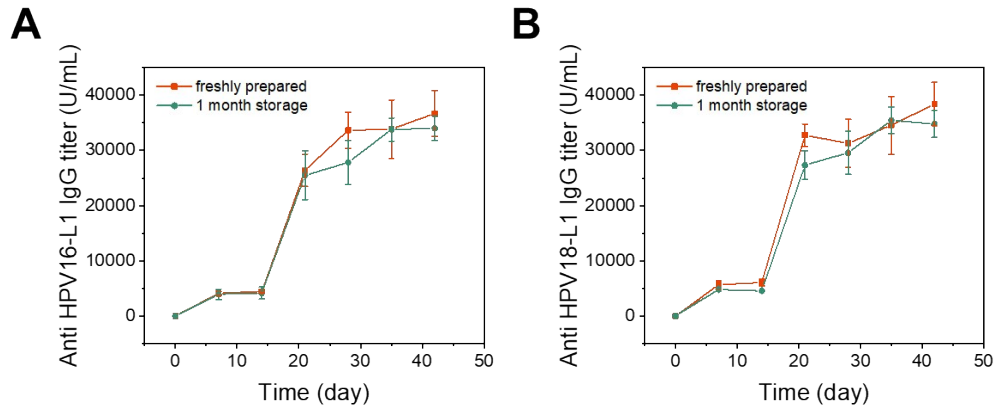 A
Anti HPV16-L1 IgG titer (U/mL)
freshly prepared
1 month storage
40000
30000
20000
10000
0
0 10 20 30 40 50
Time (day)
B
Anti HPV18-L1 IgG titer (U/mL)
freshly prepared
1 month storage
40000
30000
20000
10000
0
0 10 20 30 40 50
Time (day)